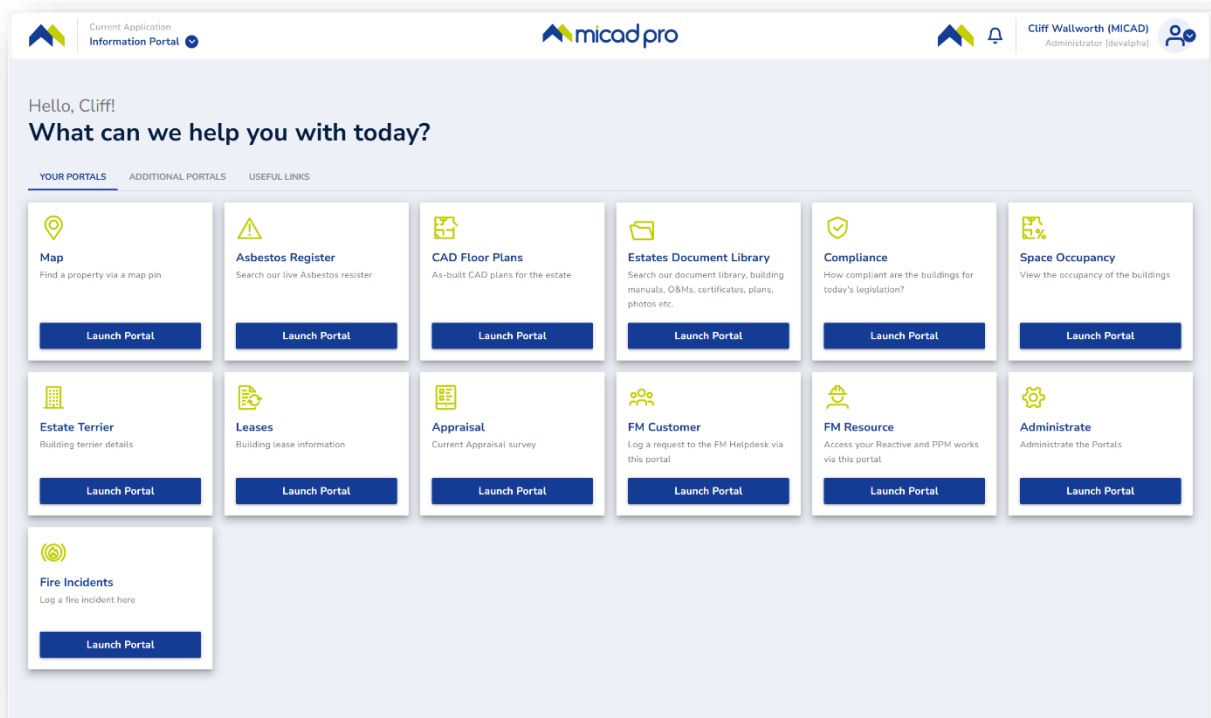 Current Application
Information Portal
micad pro
Cliff Wallworth (MICAD)
Administrator (devalpha)
Hello, Cliff!
What can we help you with today?
YOUR PORTALS
ADDITIONAL PORTALS
USEFUL LINKS
Map
Find a property via a map pin
Launch Portal
Asbestos Register
Search our live Asbestos resister
Launch Portal
CAD Floor Plans
As-built CAD plans for the estate
Launch Portal
Estates Document Library
Search our document library, building
manuals, O&Ms, certificates, plans,
photos etc.
Launch Portal
Compliance
How compliant are the buildings for
today's legislation?
Launch Portal
Space Occupancy
View the occupancy of the buildings
Launch Portal
Estate Terrier
Building terrier details
Launch Portal
Leases
Building lease information
Launch Portal
Appraisal
Current Appraisal survey
Launch Portal
FM Customer
Log a request to the FM Helpdesk via
this portal
Launch Portal
FM Resource
Access your Reactive and PPM works
via this portal
Launch Portal
Administrate
Administrate the Portals
Launch Portal
Fire Incidents
Log a fire incident here
Launch Portal